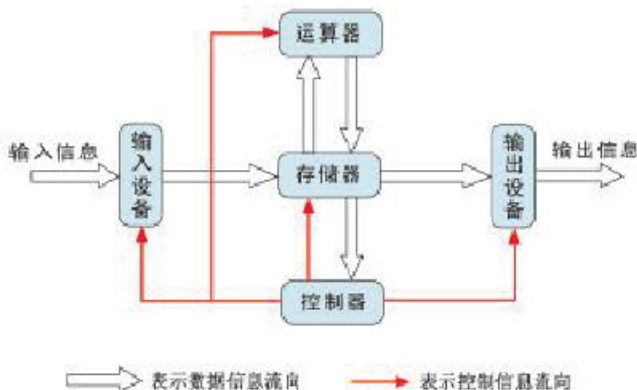 运算器
输入信息
输入设备
存储器
输出设备
输出信息
控制器
表示数据信息流向
表示控制信息流向